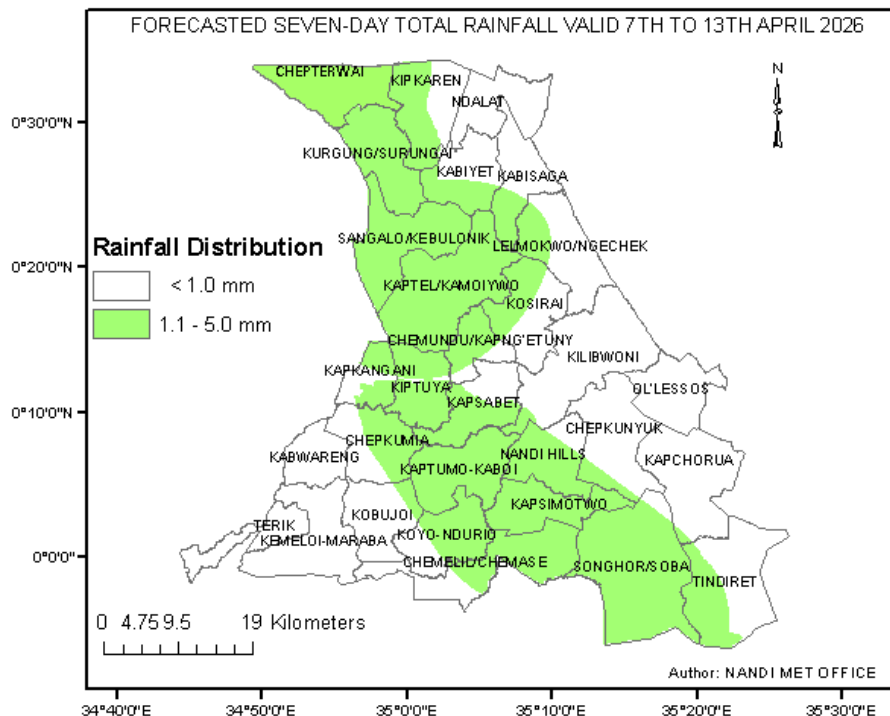 FORECASTED SEVEN-DAY TOTAL RAINFALL VALID 7TH TO 13TH APRIL 2026
N
CHEPTERWAI
KIPKAREN
NDALAT
0°30'0"N
KURGUNG/SURUNGAI
KABIYET
KABISAGA
SANGALO/KEBULONIK
LELMOKWO/NGECHEK
Rainfall Distribution
< 1.0 mm
1.1 - 5.0 mm
0°20'0"N
KAPTEL/KAMOIYWO
KOSIRAI
CHEMUNDU/KAPNG'ETUNY
KILIBWONI
KAPKANGANI
KIPTUYA
OL'LESSOS
KAPSABET
0°10'0"N
CHEPKUMIA
CHEPKUNYUK
KABWARENG
KAPTUMO-KABOI
NANDI HILLS
KAPCHORUA
KAPSIMOTWO
KOBUJOI
TERIK
KEMELOI-MARABA
KOYO-NDURIO
0°0'0"
CHEMELIL/CHEMASE
SONGHOR/SOBA
TINDIRET
0 4.75 9.5 19 Kilometers
Author: NANDI MET OFFICE
34°40'0"E 34°50'0"E 35°0'0"E 35°10'0"E 35°20'0"E 35°30'0"E